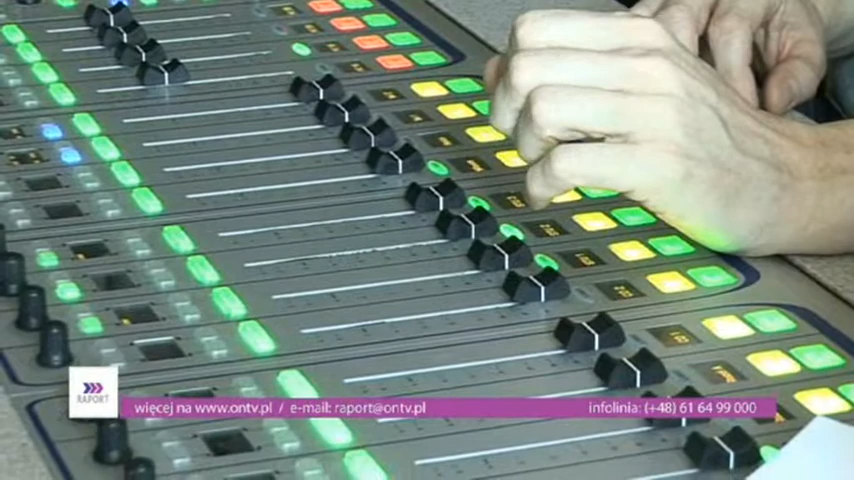 RAPORT
więcej na www.ontv.pl / e-mail: raport@ontv.pl
infolinia: (+48) 61 64 99 000